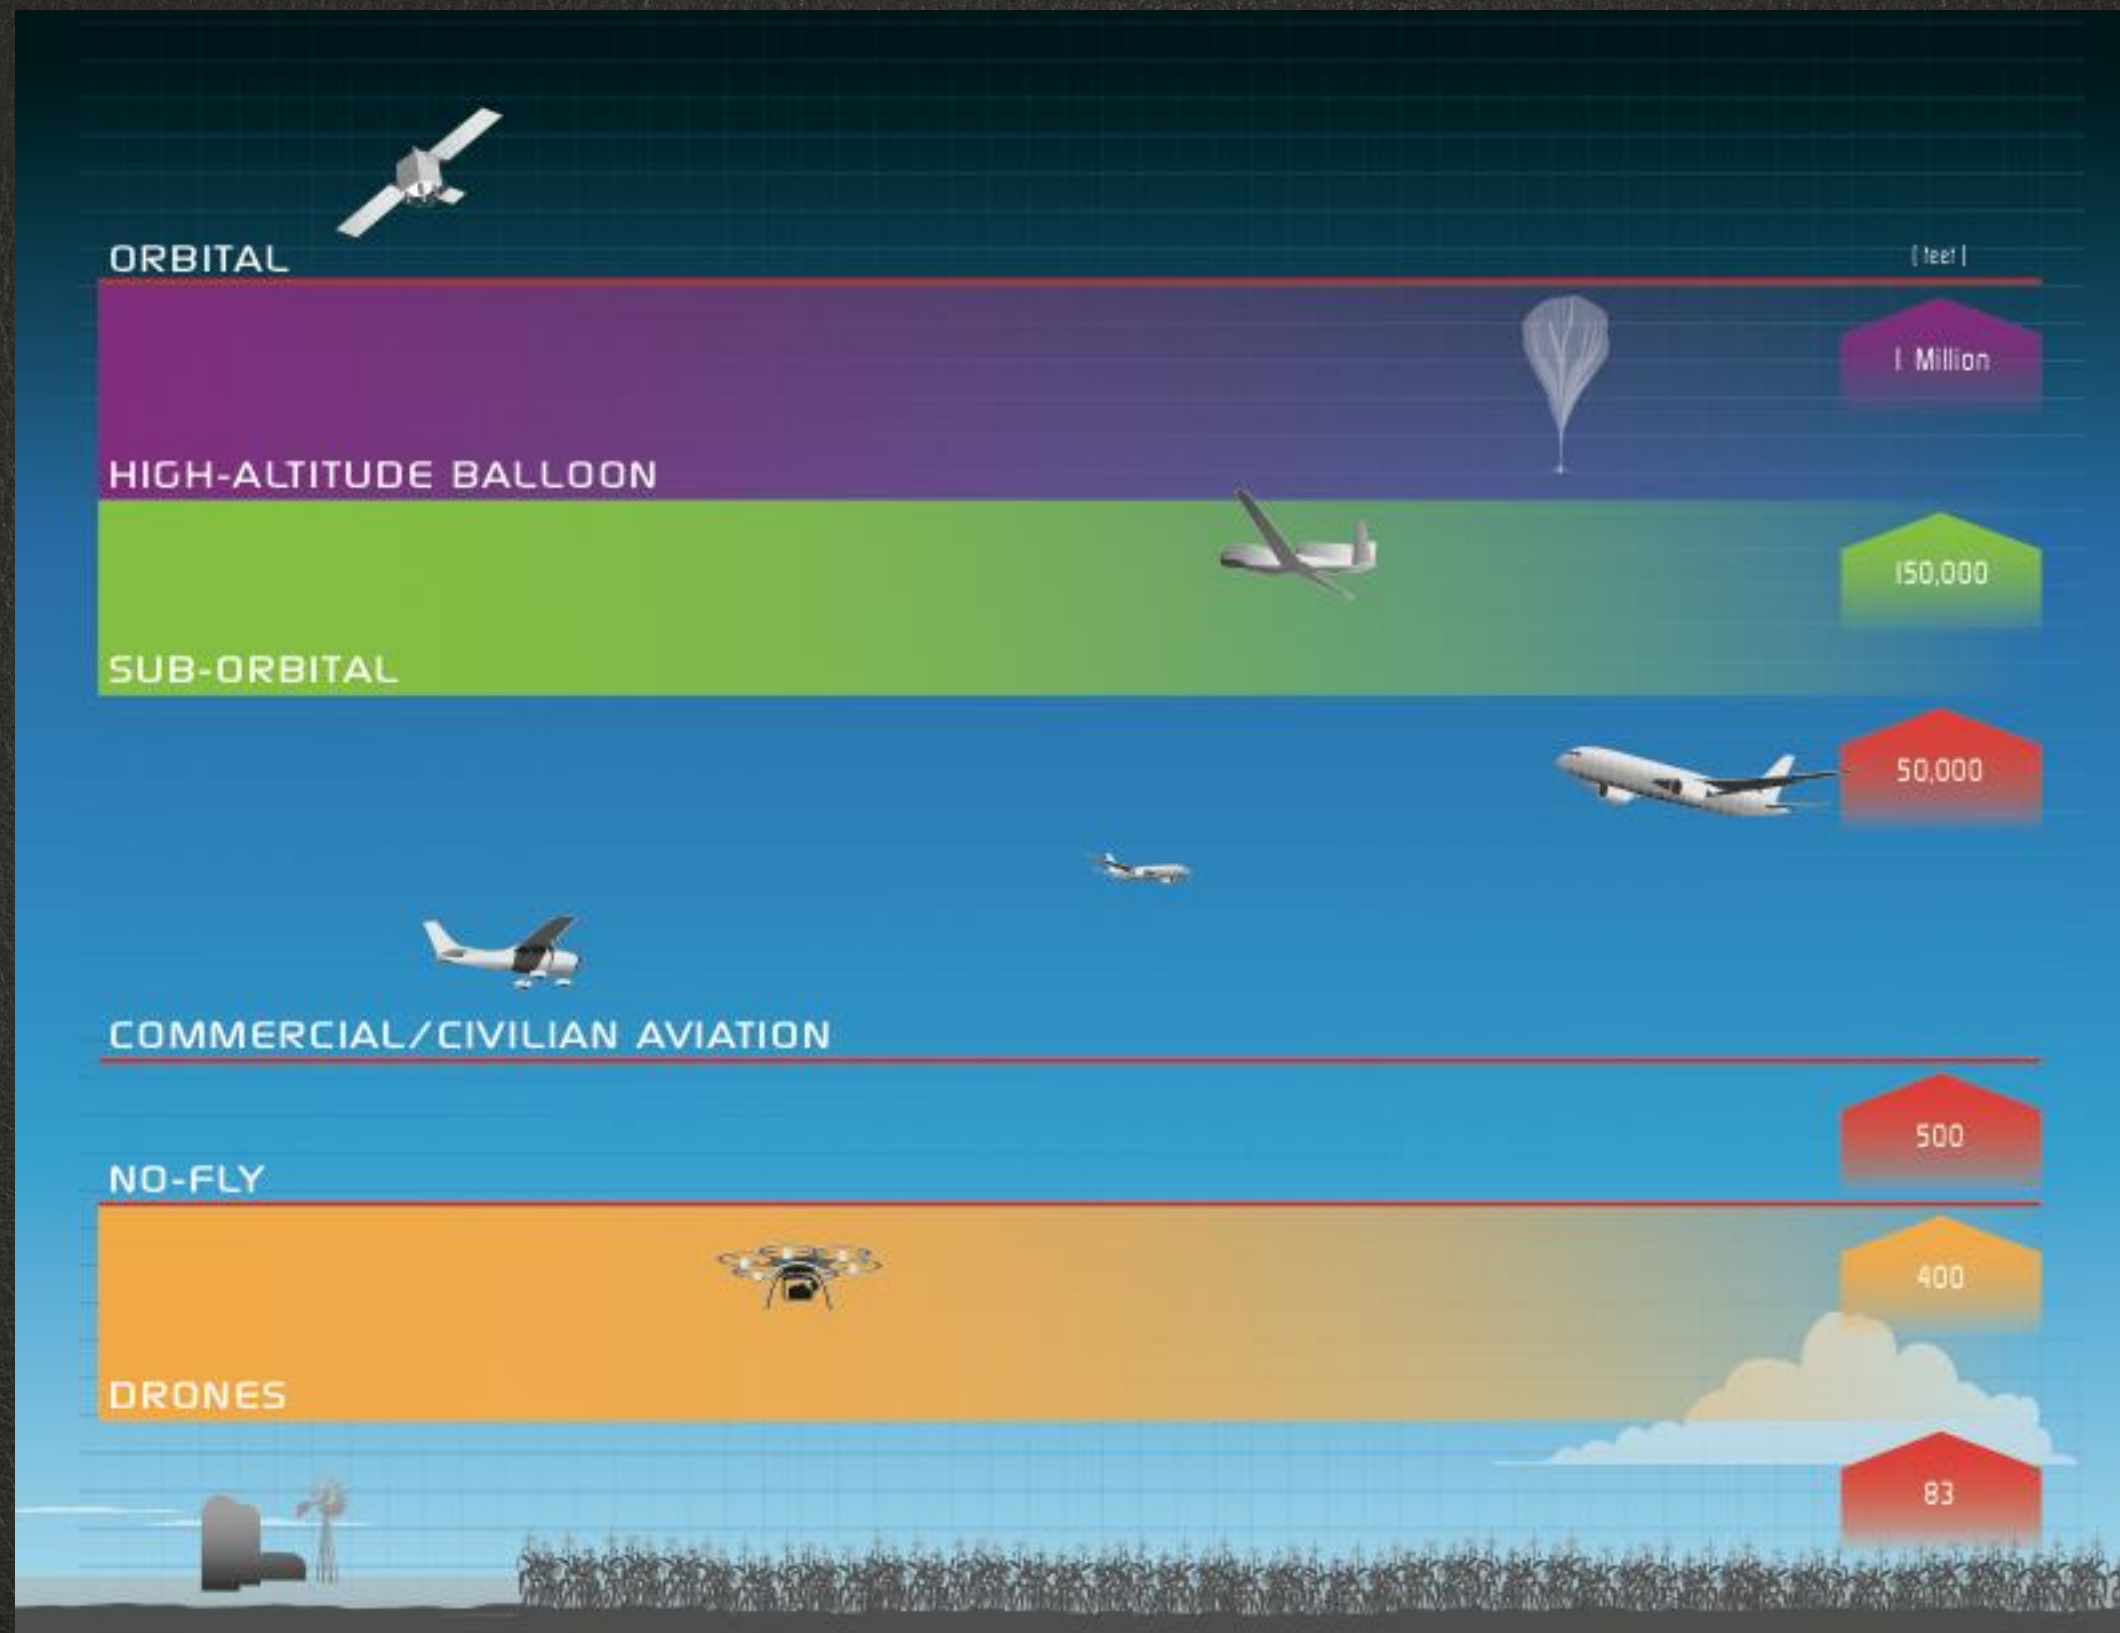 ORBITAL
[feet]
1 Million
HIGH-ALTITUDE BALLOON
150,000
SUB-ORBITAL
50,000
COMMERCIAL/CIVILIAN AVIATION
500
NO-FLY
400
DRONES
83